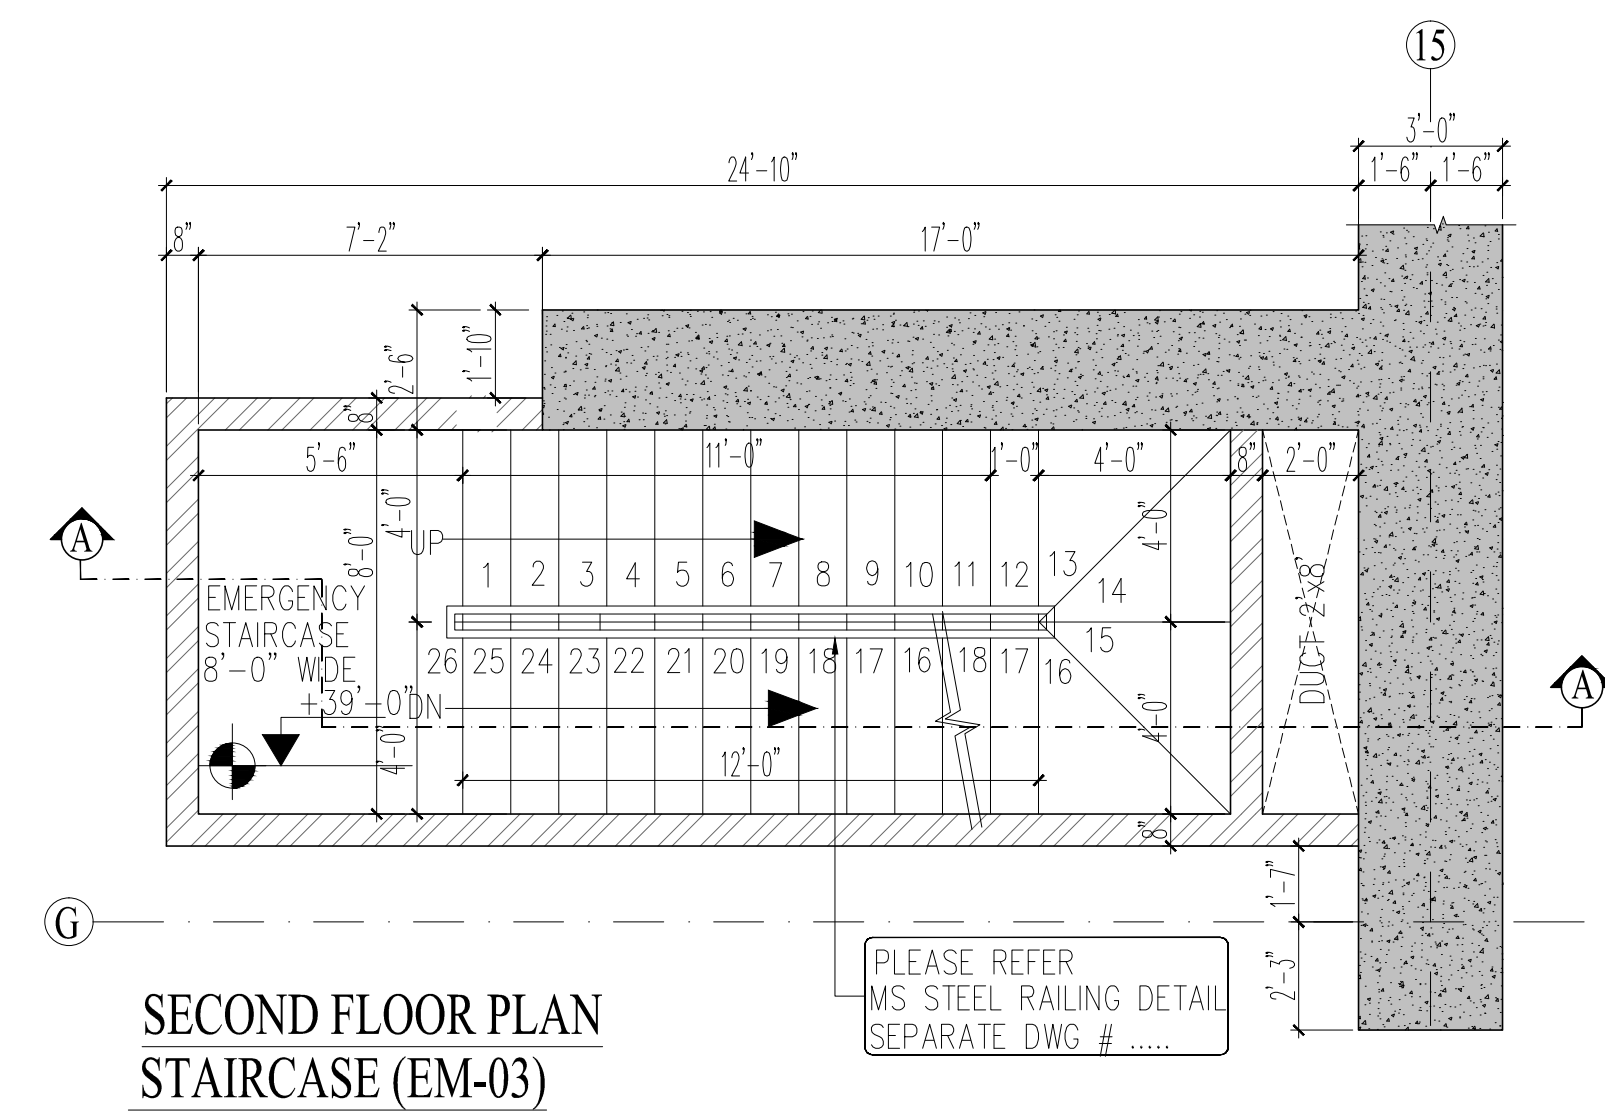 15
3'-0"
24'-10"
1'-6" 1'-6"
8" 7'-2" 17'-0"
1'-10"
2'-6"
8"
5'-6" 11'-0" 1'-0" 4'-0" 8" 2'-0"
4'-0"
4'-0"
8'-0"
A
UP
1 2 3 4 5 6 7 8 9 10 11 12 13
14
EMERGENCY
STAIRCASE
8'-0" WIDE
+39'-0"
DUCT 2'x8'
15
26 25 24 23 22 21 20 19 18 17 16 18 17 16
A
DN
4'-0"
4'-0"
12'-0"
8"
1'-7"
G
2'-3"
PLEASE REFER
MS STEEL RAILING DETAIL
SEPARATE DWG # .....
SECOND FLOOR PLAN
STAIRCASE (EM-03)